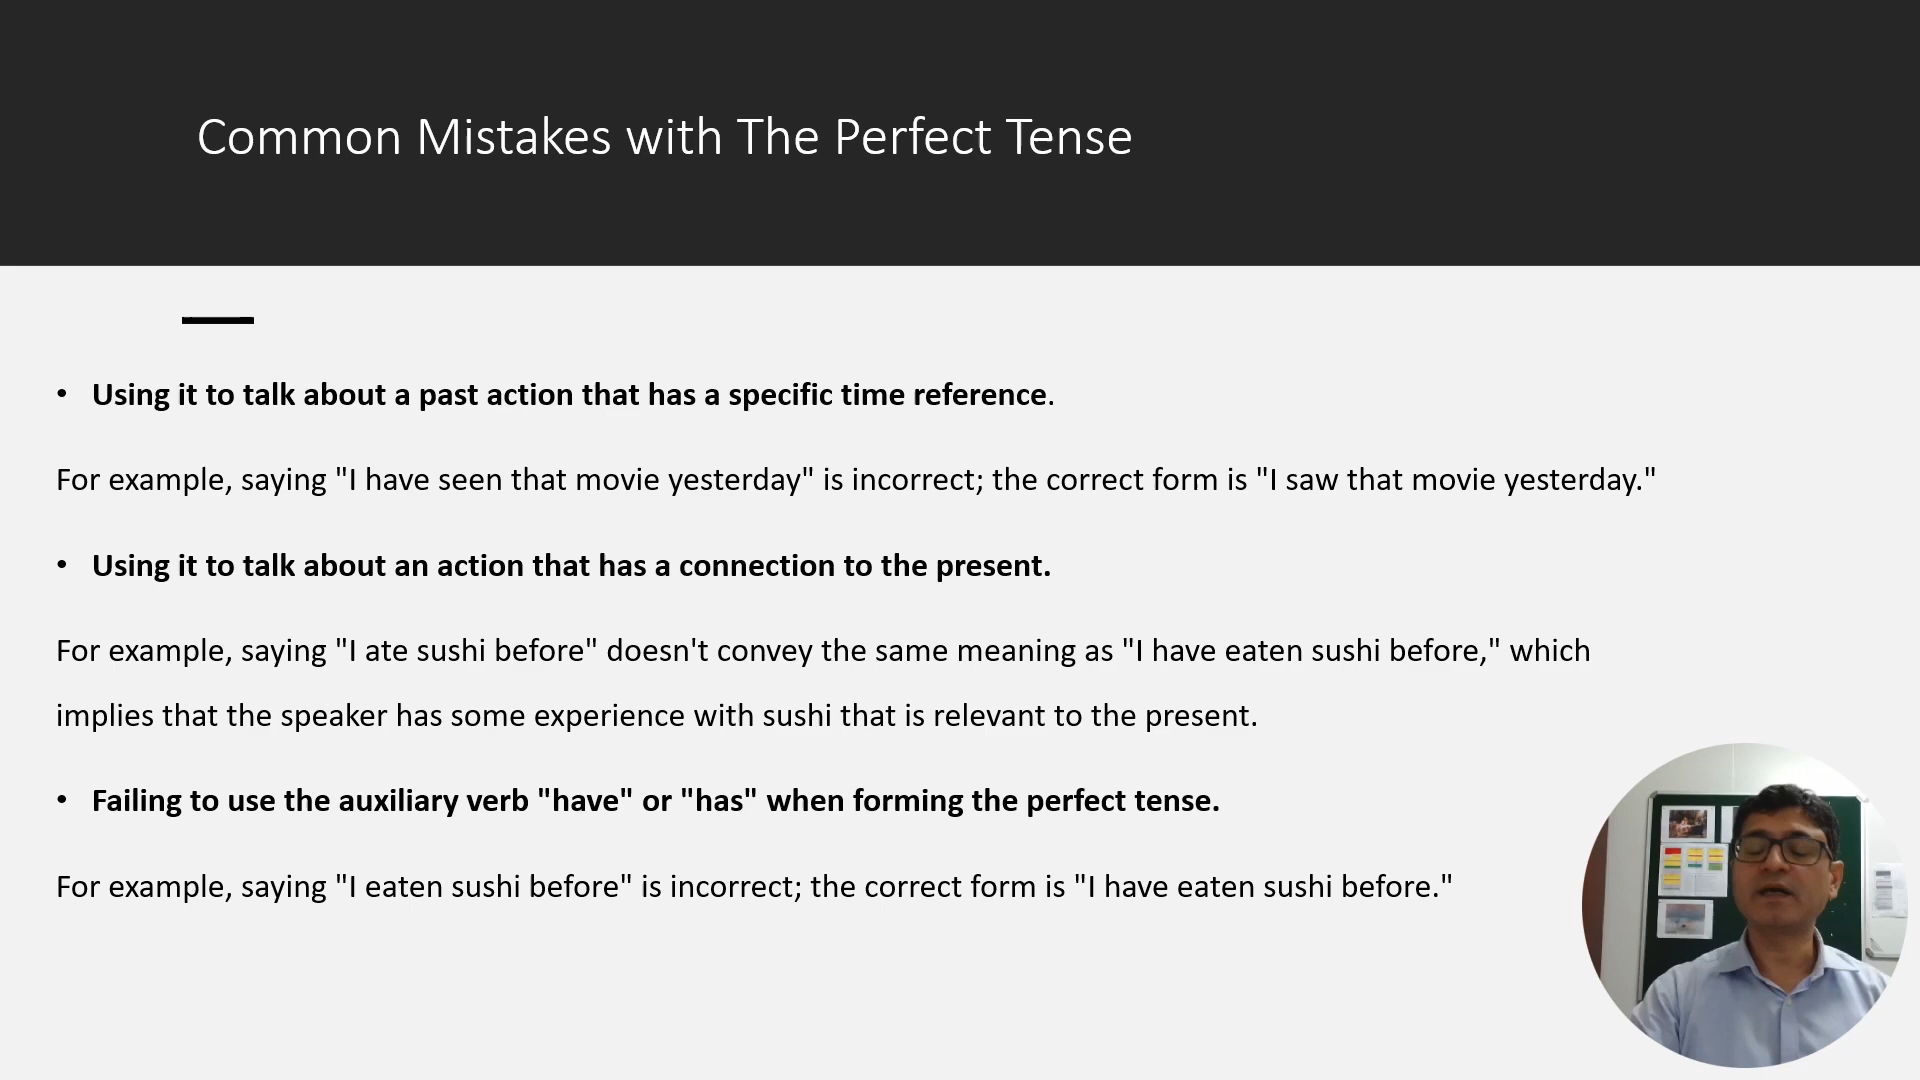 Common Mistakes with The Perfect Tense
• Using it to talk about a past action that has a specific time reference.
For example, saying "I have seen that movie yesterday" is incorrect; the correct form is "I saw that movie yesterday."
• Using it to talk about an action that has a connection to the present.
For example, saying "I ate sushi before" doesn't convey the same meaning as "I have eaten sushi before," which
implies that the speaker has some experience with sushi that is relevant to the present.
• Failing to use the auxiliary verb "have" or "has" when forming the perfect tense.
For example, saying "I eaten sushi before" is incorrect; the correct form is "I have eaten sushi before."